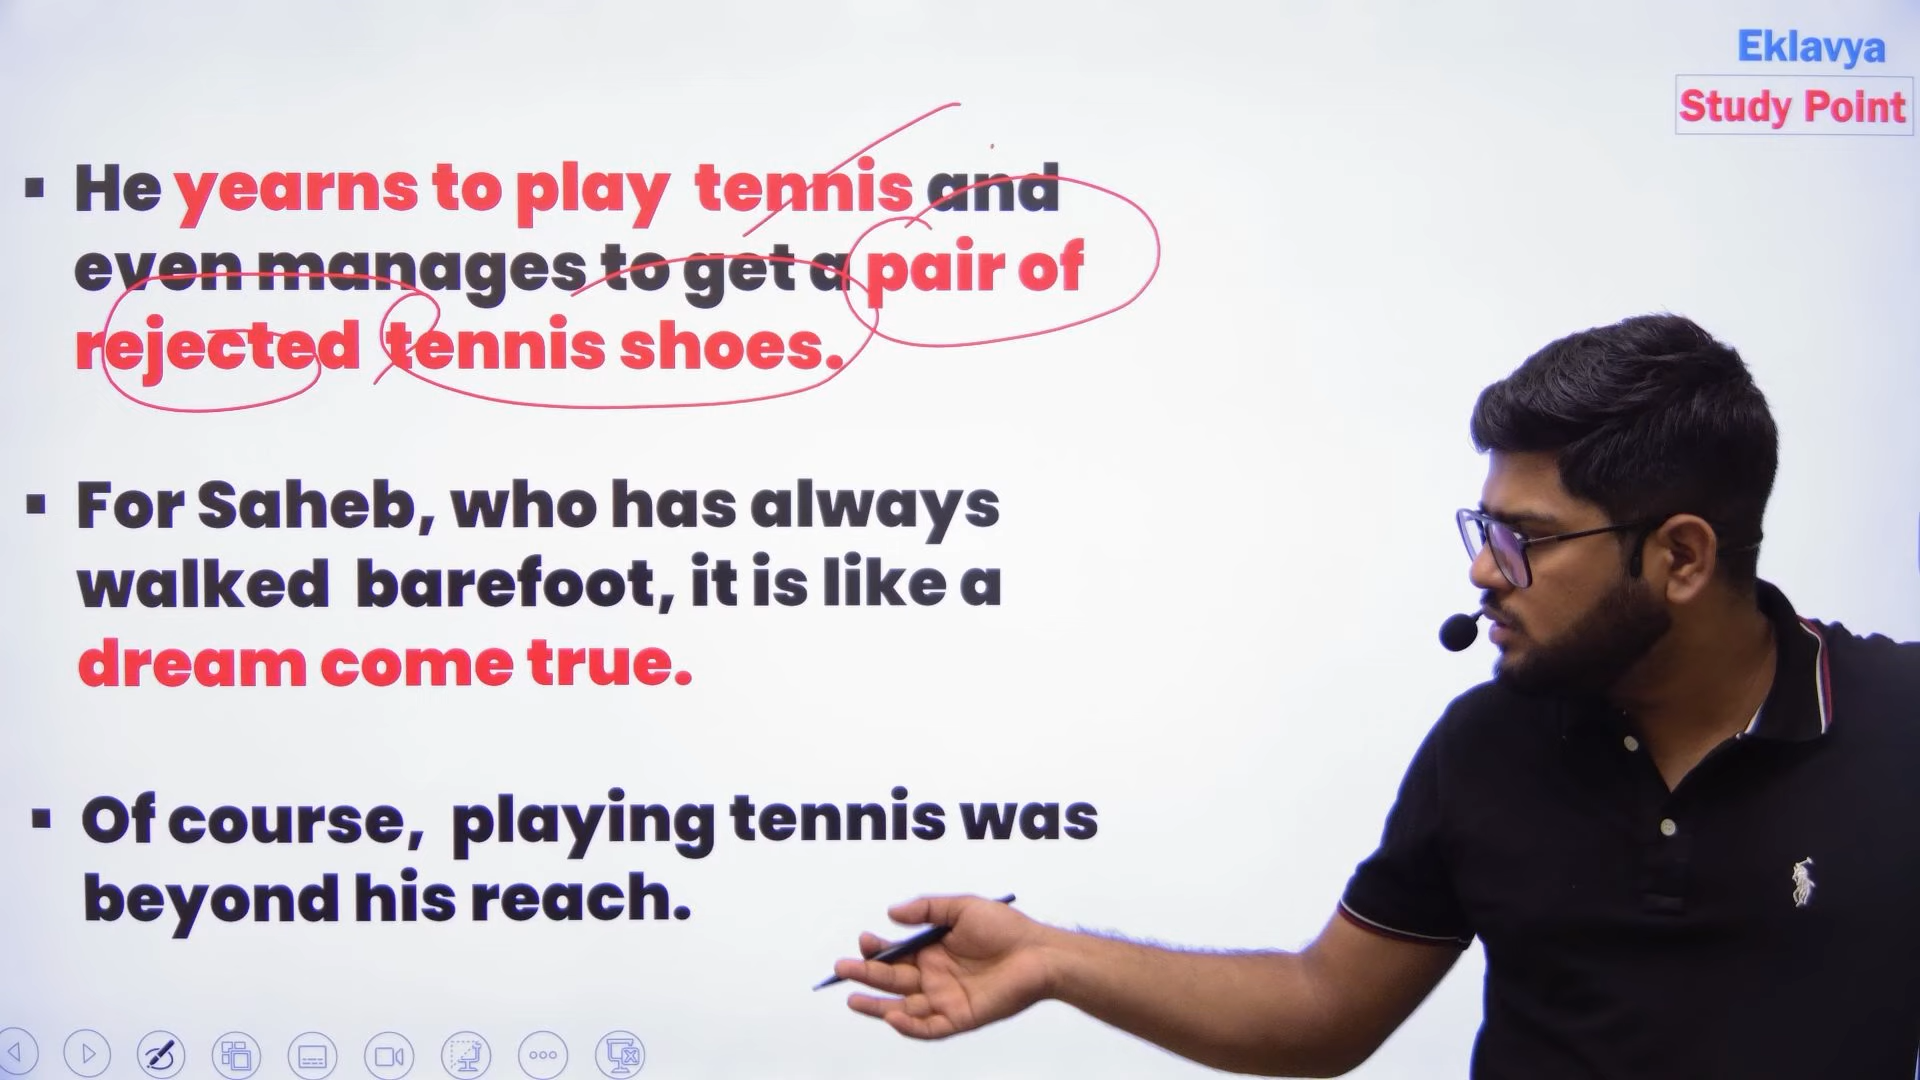 Eklavya
Study Point
▪ He yearns to play tennis and
even manages to get a pair of
rejected tennis shoes.
▪ For Saheb, who has always
walked barefoot, it is like a
dream come true.
▪ Of course, playing tennis was
beyond his reach.